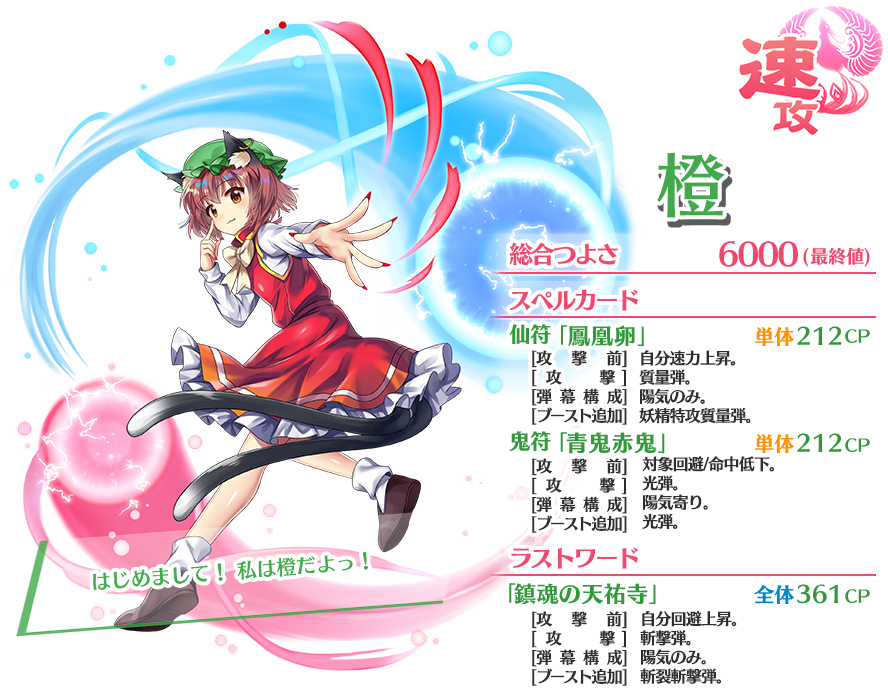 速攻
橙
総合つよさ 6000(最終値)
スペルカード
仙符「鳳凰卵」 単体212CP
[攻撃前] 自分速力上昇。
[攻撃] 質量弾。
[弾幕構成] 陽気のみ。
[ブースト追加] 妖精特攻質量弾。
鬼符「青鬼赤鬼」 単体212CP
[攻撃前] 対象回避/命中低下。
[攻撃] 光弾。
[弾幕構成] 陽気寄り。
[ブースト追加] 光弾。
ラストワード
「鎮魂の天祐寺」 全体361CP
[攻撃前] 自分回避上昇。
[攻撃] 斬撃弾。
[弾幕構成] 陽気のみ。
[ブースト追加] 斬裂斬撃弾。
はじめまして！私は橙だよっ！